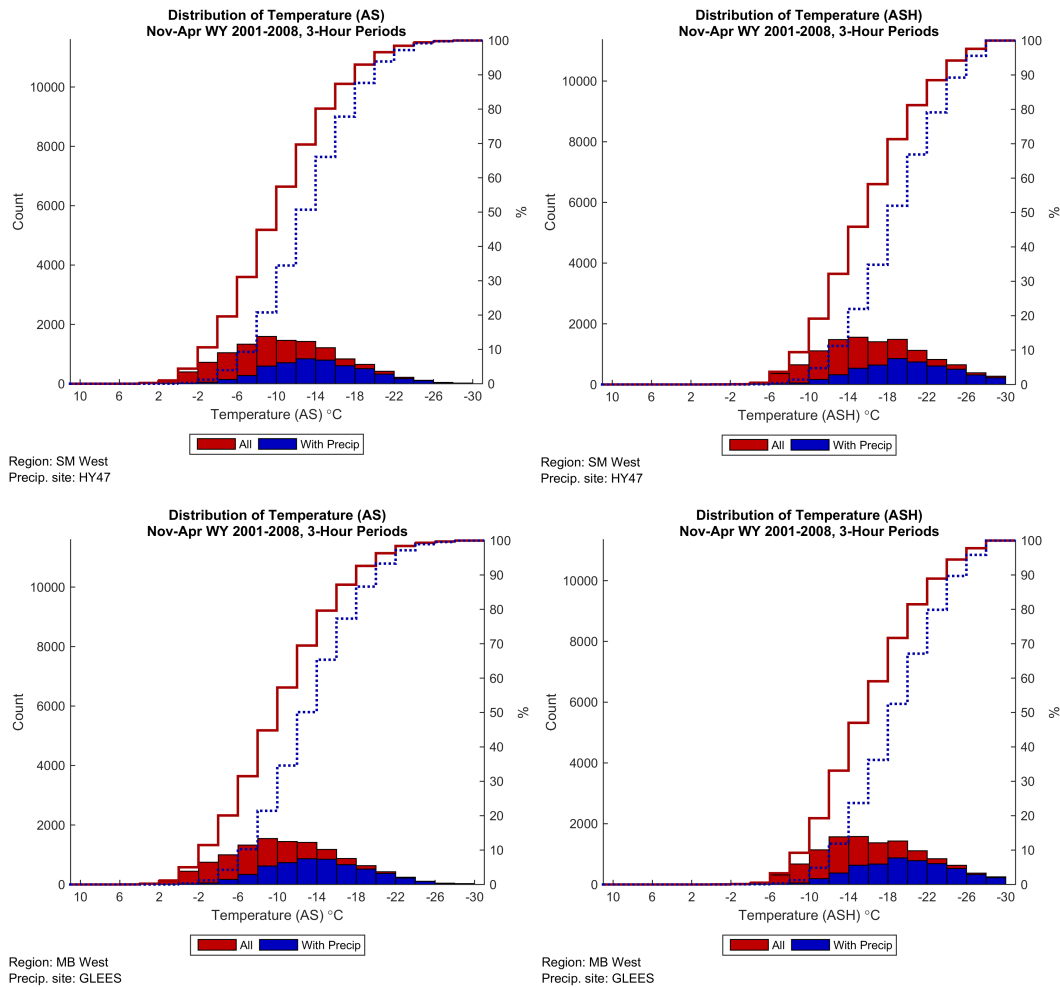 Distribution of Temperature (AS)
Nov-Apr WY 2001-2008, 3-Hour Periods
100
90
80
70
60
50
40
30
20
10
0
10000
8000
6000
4000
2000
0
Count
%
10 6 2 -2 -6 -10 -14 -18 -22 -26 -30
Temperature (AS) °C
All With Precip
Region: SM West
Precip. site: HY47
Distribution of Temperature (ASH)
Nov-Apr WY 2001-2008, 3-Hour Periods
100
90
80
70
60
50
40
30
20
10
0
10000
8000
6000
4000
2000
0
Count
%
10 6 2 -2 -6 -10 -14 -18 -22 -26 -30
Temperature (ASH) °C
All With Precip
Region: SM West
Precip. site: HY47
Distribution of Temperature (AS)
Nov-Apr WY 2001-2008, 3-Hour Periods
100
90
80
70
60
50
40
30
20
10
0
10000
8000
6000
4000
2000
0
Count
%
10 6 2 -2 -6 -10 -14 -18 -22 -26 -30
Temperature (AS) °C
All With Precip
Region: MB West
Precip. site: GLEES
Distribution of Temperature (ASH)
Nov-Apr WY 2001-2008, 3-Hour Periods
100
90
80
70
60
50
40
30
20
10
0
10000
8000
6000
4000
2000
0
Count
%
10 6 2 -2 -6 -10 -14 -18 -22 -26 -30
Temperature (ASH) °C
All With Precip
Region: MB West
Precip. site: GLEES